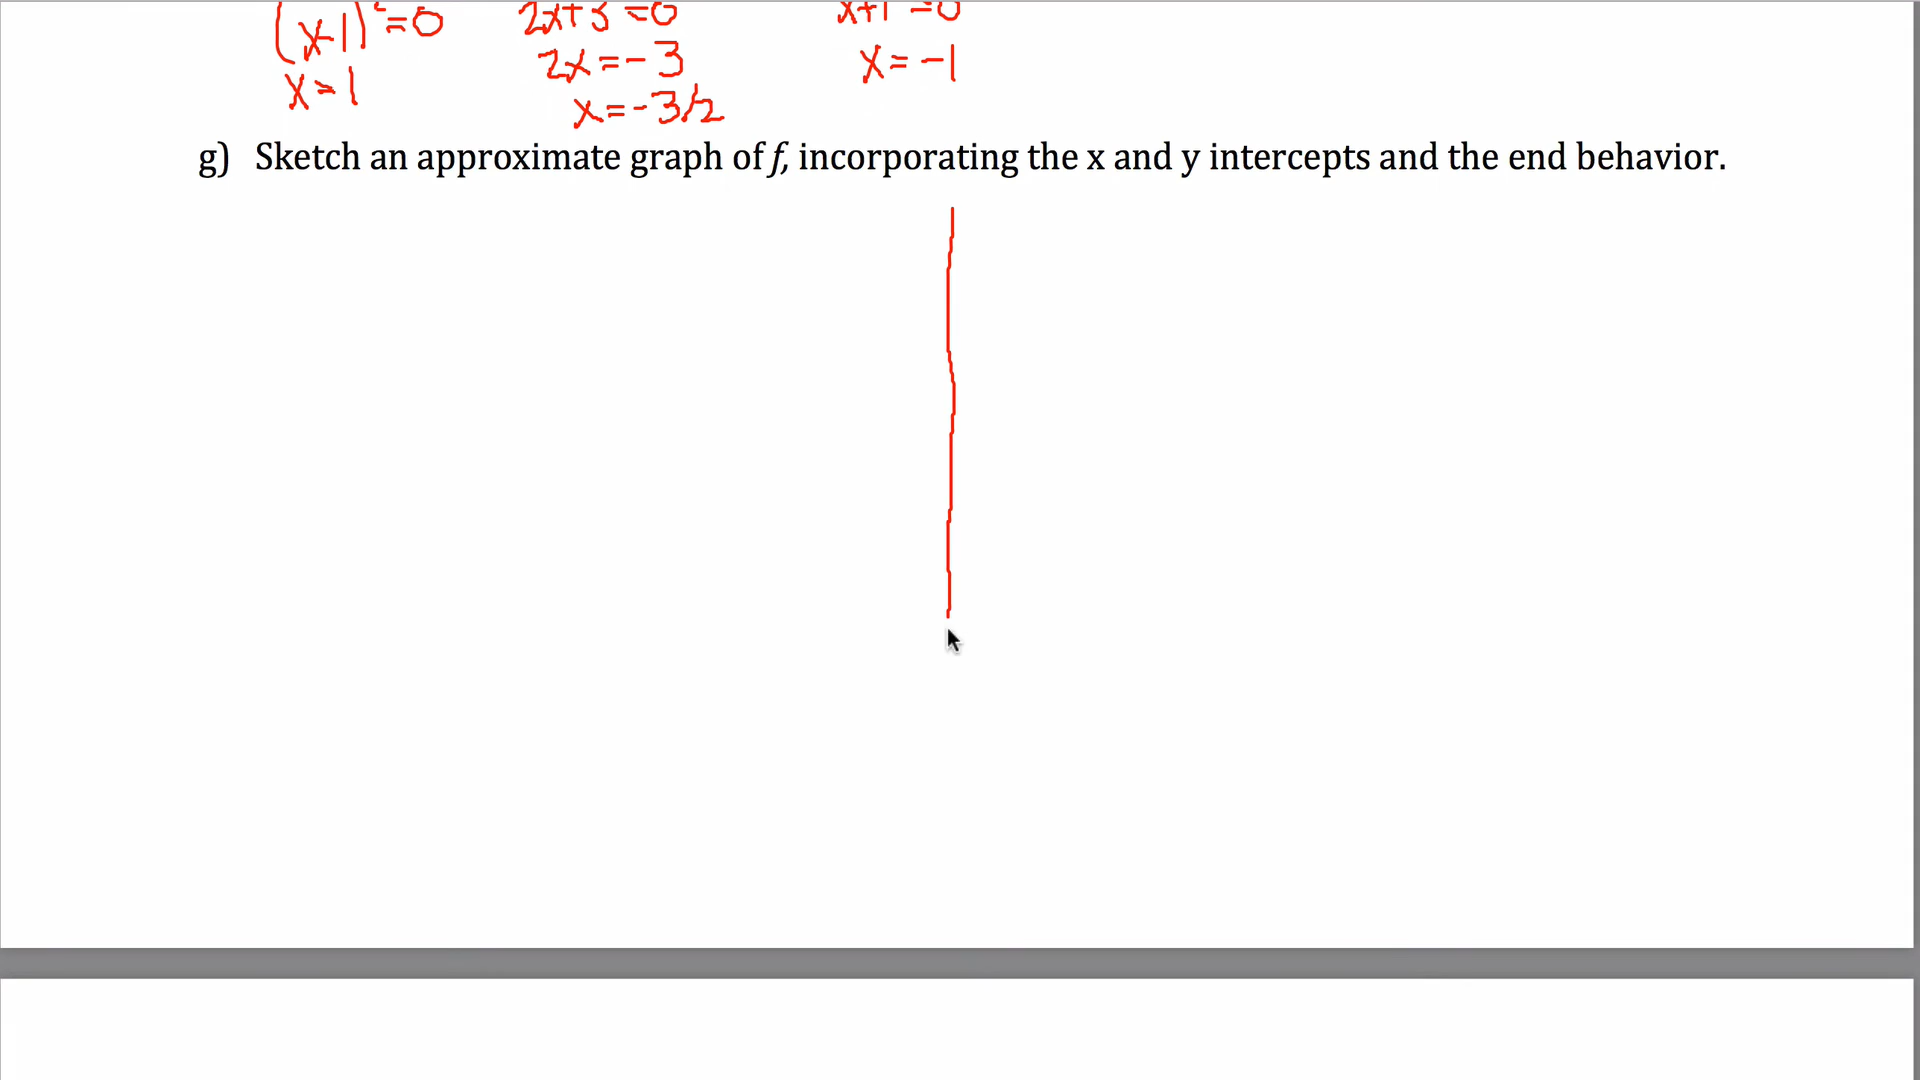 (x-1)²=0 2x+3=0 x+1=0
2x=-3 x=-1
x=1 x=-3/2
g) Sketch an approximate graph of f, incorporating the x and y intercepts and the end behavior.